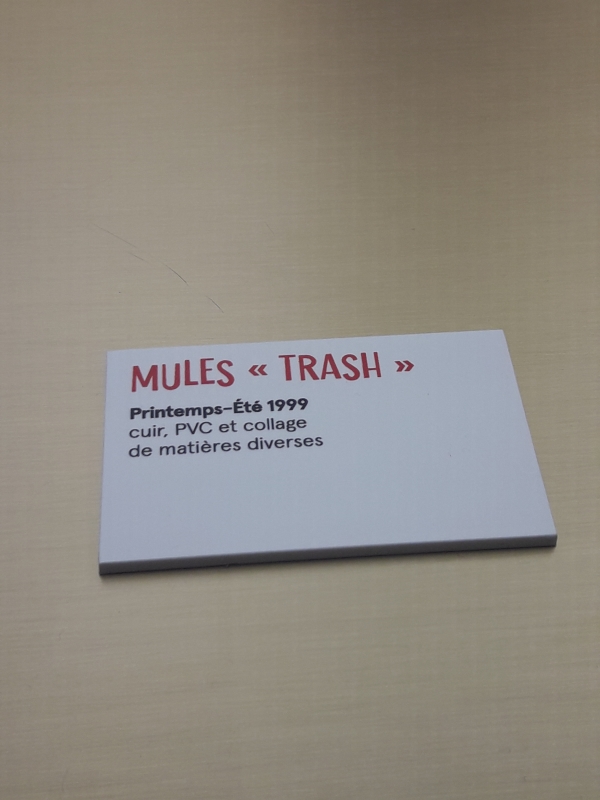 MULES « TRASH »
Printemps-Été 1999
cuir, PVC et collage
de matières diverses